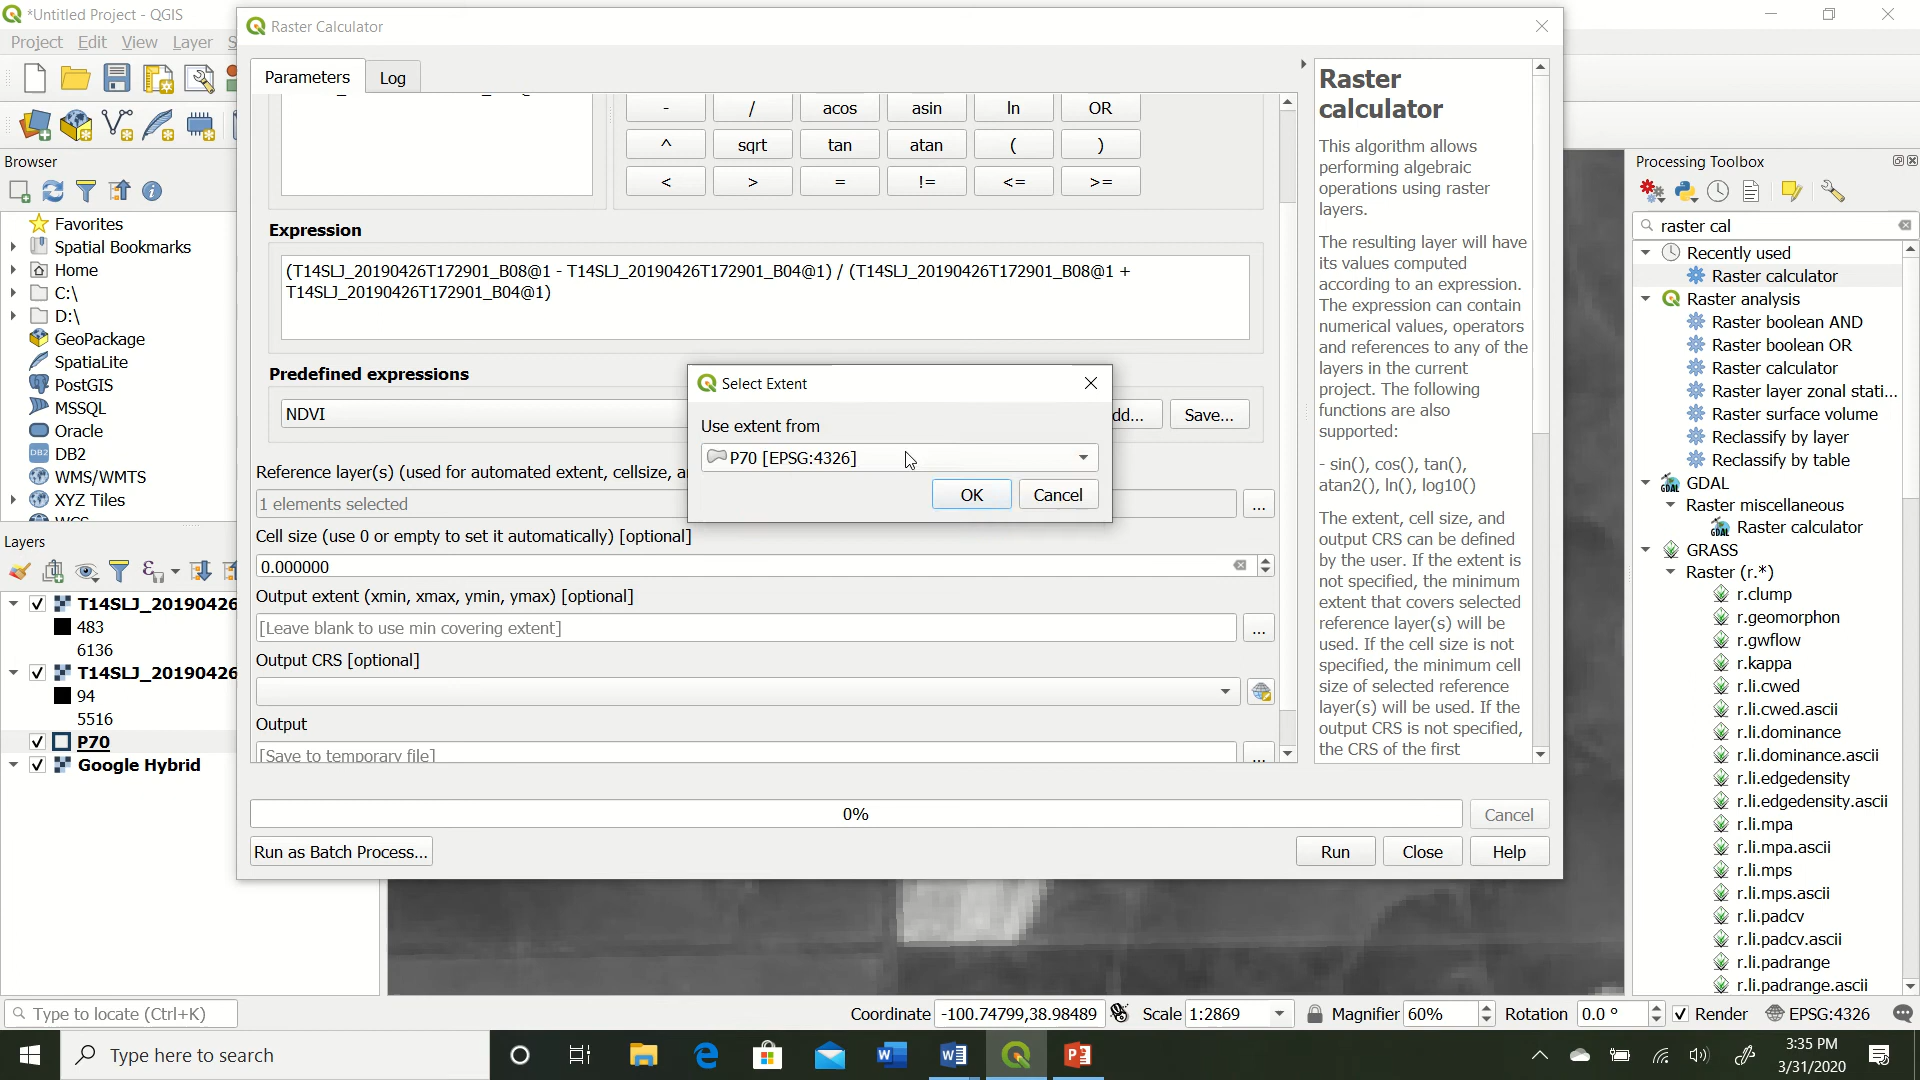 *Untitled Project - QGIS
Project Edit View Layer
Raster Calculator
Parameters
Log
- / acos asin ln OR
^ sqrt tan atan ( )
< > = != <= >=
Expression
(T14SLJ_20190426T172901_B08@1 - T14SLJ_20190426T172901_B04@1) / (T14SLJ_20190426T172901_B08@1 +
T14SLJ_20190426T172901_B04@1)
Predefined expressions
NDVI
dd...
Save...
Reference layer(s) (used for automated extent, cellsize, a
1 elements selected
...
Cell size (use 0 or empty to set it automatically) [optional]
0.000000
Output extent (xmin, xmax, ymin, ymax) [optional]
[Leave blank to use min covering extent]
...
Output CRS [optional]
Output
[Save to temporary file]
...
0%
Cancel
Run as Batch Process...
Run
Close
Help
Select Extent
Use extent from
P70 [EPSG:4326]
OK
Cancel
Raster
calculator
This algorithm allows
performing algebraic
operations using raster
layers.
The resulting layer will have
its values computed
according to an expression.
The expression can contain
numerical values, operators
and references to any of the
layers in the current
project. The following
functions are also
supported:
- sin(), cos(), tan(),
atan2(), ln(), log10()
The extent, cell size, and
output CRS can be defined
by the user. If the extent is
not specified, the minimum
extent that covers selected
reference layer(s) will be
used. If the cell size is not
specified, the minimum cell
size of selected reference
layer(s) will be used. If the
output CRS is not specified,
the CRS of the first
Browser
Favorites
Spatial Bookmarks
Home
C:\
D:\
GeoPackage
SpatiaLite
PostGIS
MSSQL
Oracle
DB2
WMS/WMTS
XYZ Tiles
WCS
Layers
T14SLJ_20190426
483
6136
T14SLJ_20190426
94
5516
P70
Google Hybrid
Processing Toolbox
raster cal
Recently used
Raster calculator
Raster analysis
Raster boolean AND
Raster boolean OR
Raster calculator
Raster layer zonal stati...
Raster surface volume
Reclassify by layer
Reclassify by table
GDAL
Raster miscellaneous
Raster calculator
GRASS
Raster (r.*)
r.clump
r.geomorphon
r.gwflow
r.kappa
r.li.cwed
r.li.cwed.ascii
r.li.dominance
r.li.dominance.ascii
r.li.edgedensity
r.li.edgedensity.ascii
r.li.mpa
r.li.mpa.ascii
r.li.mps
r.li.mps.ascii
r.li.padcv
r.li.padcv.ascii
r.li.padrange
r.li.padrange.ascii
Type to locate (Ctrl+K)
Coordinate -100.74799,38.98489 Scale 1:2869 Magnifier 60% Rotation 0.0 ° Render EPSG:4326
Type here to search
3:35 PM
3/31/2020